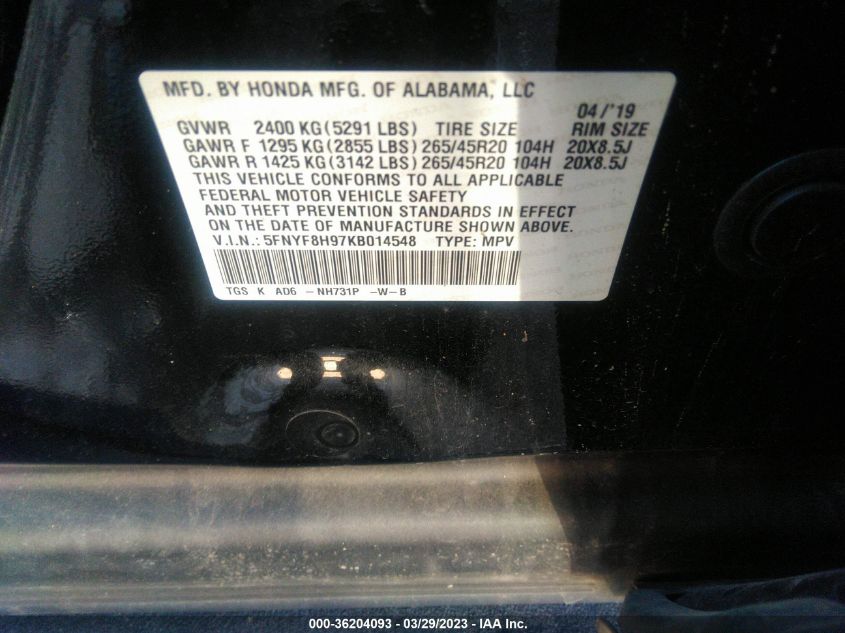 MFD. BY HONDA MFG. OF ALABAMA, LLC
04/'19
GVWR 2400 KG(5291 LBS) TIRE SIZE RIM SIZE
GAWR F 1295 KG(2855 LBS)265/45R20 104H 20X8.5J
GAWR R 1425 KG(3142 LBS)265/45R20 104H 20X8.5J
THIS VEHICLE CONFORMS TO ALL APPLICABLE
FEDERAL MOTOR VEHICLE SAFETY
AND THEFT PREVENTION STANDARDS IN EFFECT
ON THE DATE OF MANUFACTURE SHOWN ABOVE.
V.I.N.: 5FNYF8H97KB014548 TYPE: MPV
TGS K AD6 -NH731P -W-B
000-36204093 - 03/29/2023 - IAA Inc.